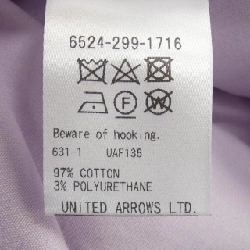 6524-299-1716
F
Beware of hooking.
631-1 UAF135
97% COTTON
3% POLYURETHANE
UNITED ARROWS LTD.